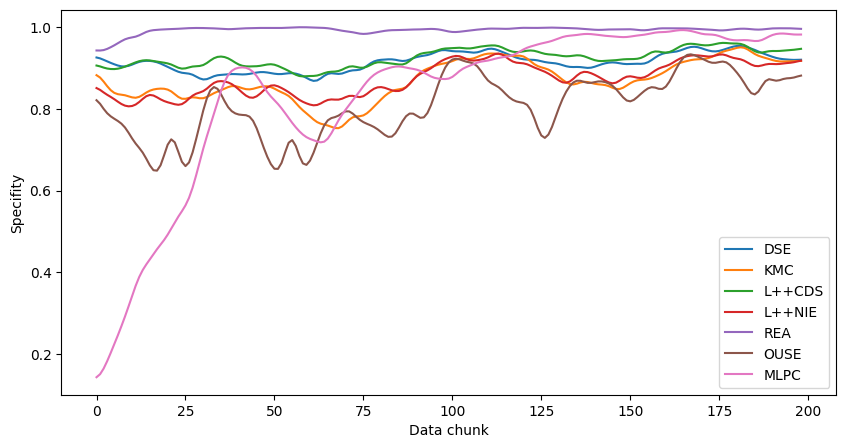 1.0
0.8
0.6
0.4
0.2
Specifity
0
25
50
75
100
125
150
175
200
Data chunk
DSE
KMC
L++CDS
L++NIE
REA
OUSE
MLPC